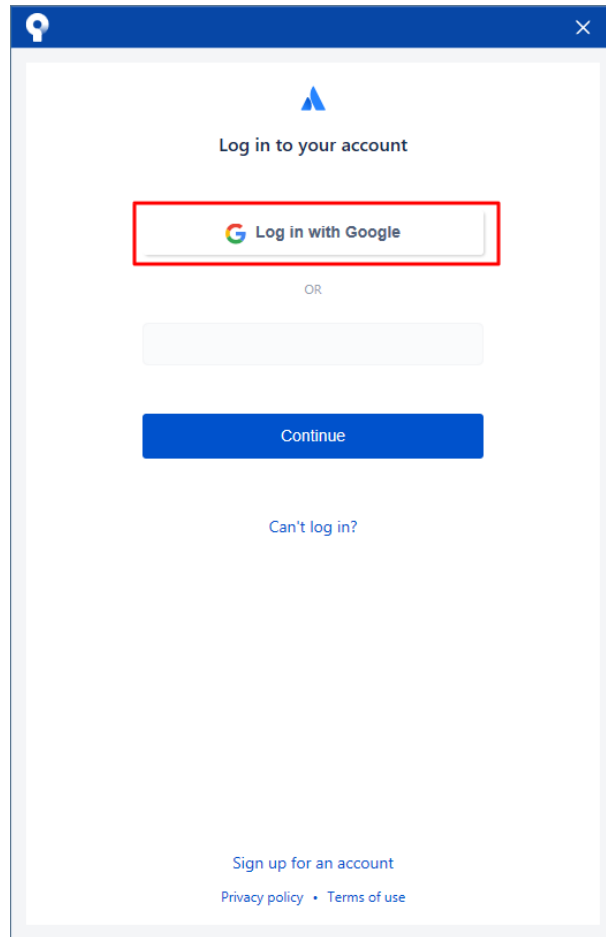 Log in to your account
Log in with Google
OR
Continue
Can't log in?
Sign up for an account
Privacy policy • Terms of use